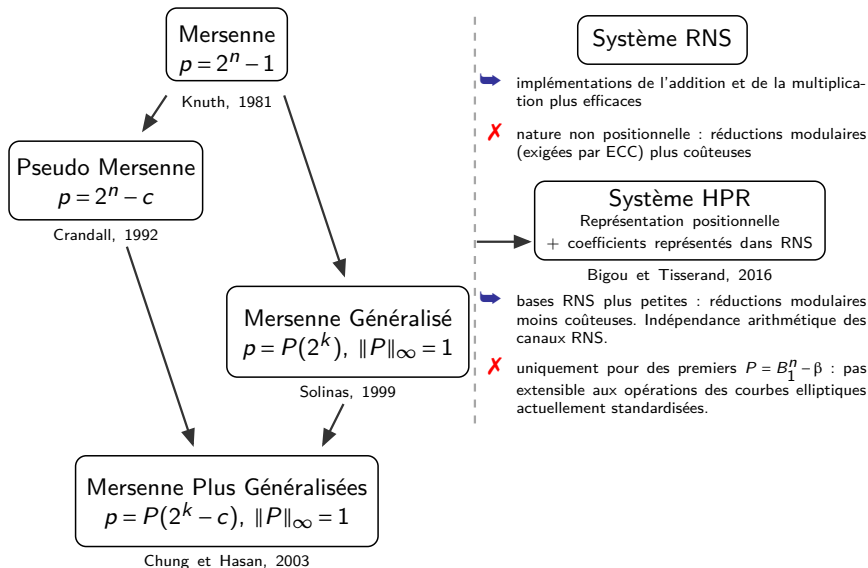 Mersenne
p = 2^n − 1
Knuth, 1981
Pseudo Mersenne
p = 2^n − c
Crandall, 1992
Mersenne Généralisé
p = P(2^k), ‖P‖∞ = 1
Solinas, 1999
Mersenne Plus Généralisées
p = P(2^k − c), ‖P‖∞ = 1
Chung et Hasan, 2003
Système RNS
implémentations de l'addition et de la multiplica-
tion plus efficaces
✗ nature non positionnelle : réductions modulaires
(exigées par ECC) plus coûteuses
Système HPR
Représentation positionnelle
+ coefficients représentés dans RNS
Bigou et Tisserand, 2016
bases RNS plus petites : réductions modulaires
moins coûteuses. Indépendance arithmétique des
canaux RNS.
✗ uniquement pour des premiers P = B_1^n − β : pas
extensible aux opérations des courbes elliptiques
actuellement standardisées.